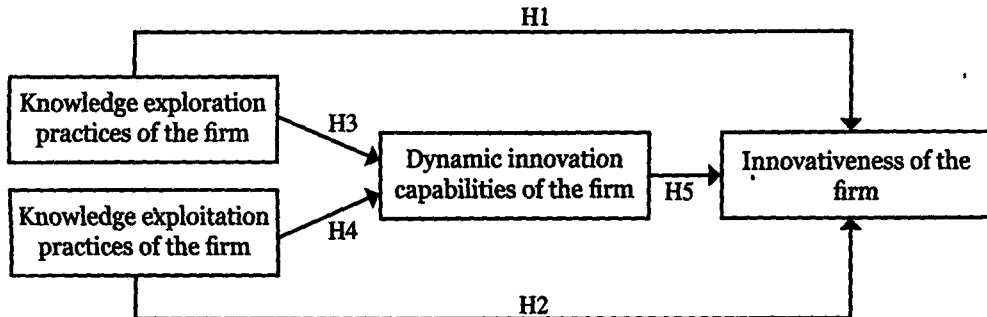 H1
Knowledge exploration
practices of the firm
H3
Dynamic innovation
capabilities of the firm
H5
Innovativeness of the
firm
Knowledge exploitation
practices of the firm
H4
H2